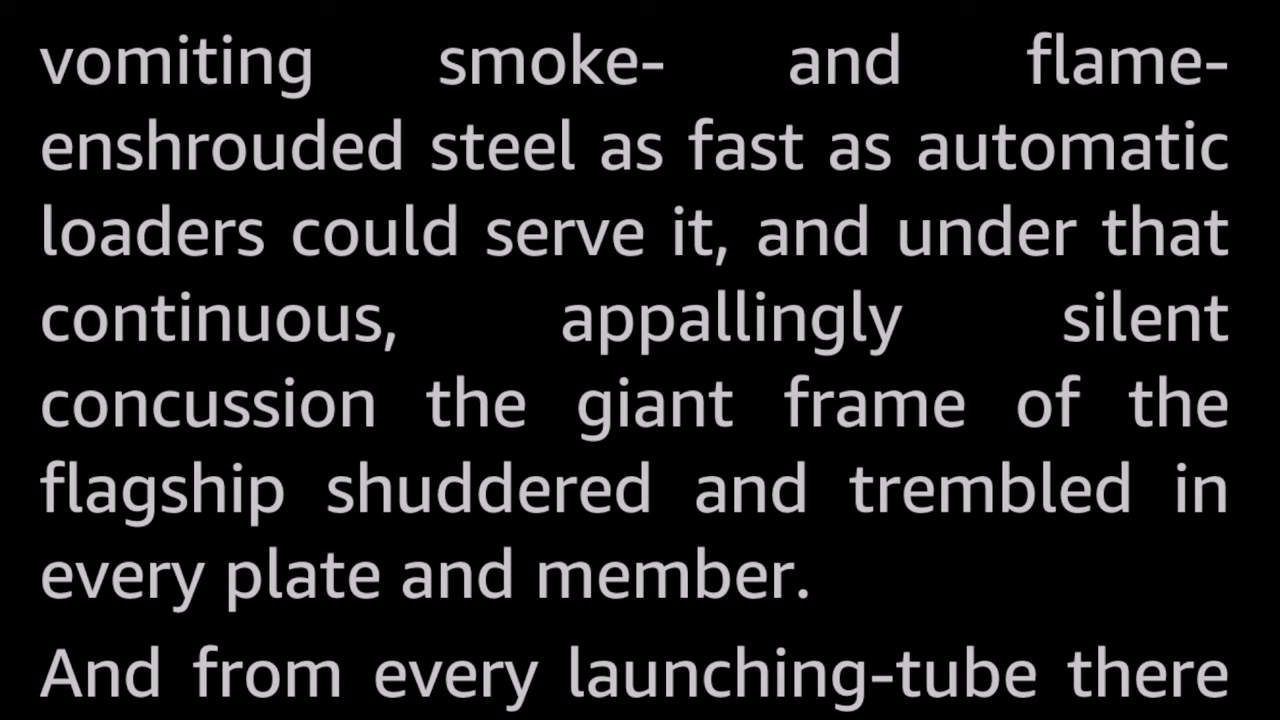 vomiting smoke- and flame-
enshrouded steel as fast as automatic
loaders could serve it, and under that
continuous, appallingly silent
concussion the giant frame of the
flagship shuddered and trembled in
every plate and member.
And from every launching-tube there